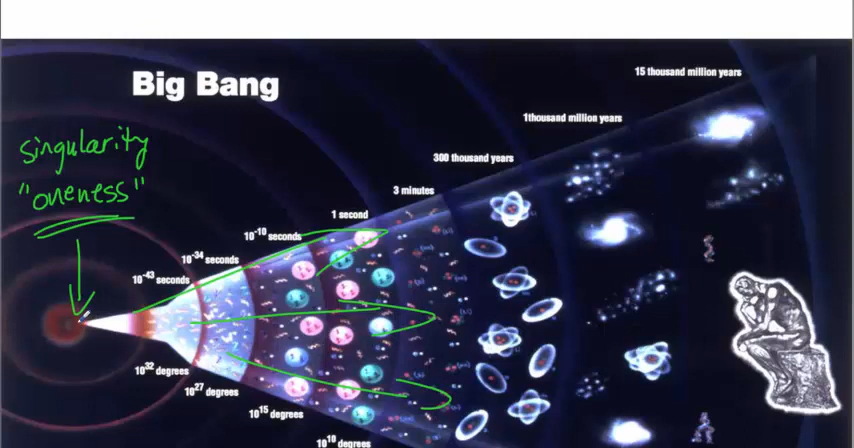 Big Bang
singularity
"oneness"
15 thousand million years
1thousand million years
300 thousand years
3 minutes
1 second
10-10 seconds
10-34 seconds
10-43 seconds
1032 degrees
1027 degrees
1015 degrees
1010 degrees